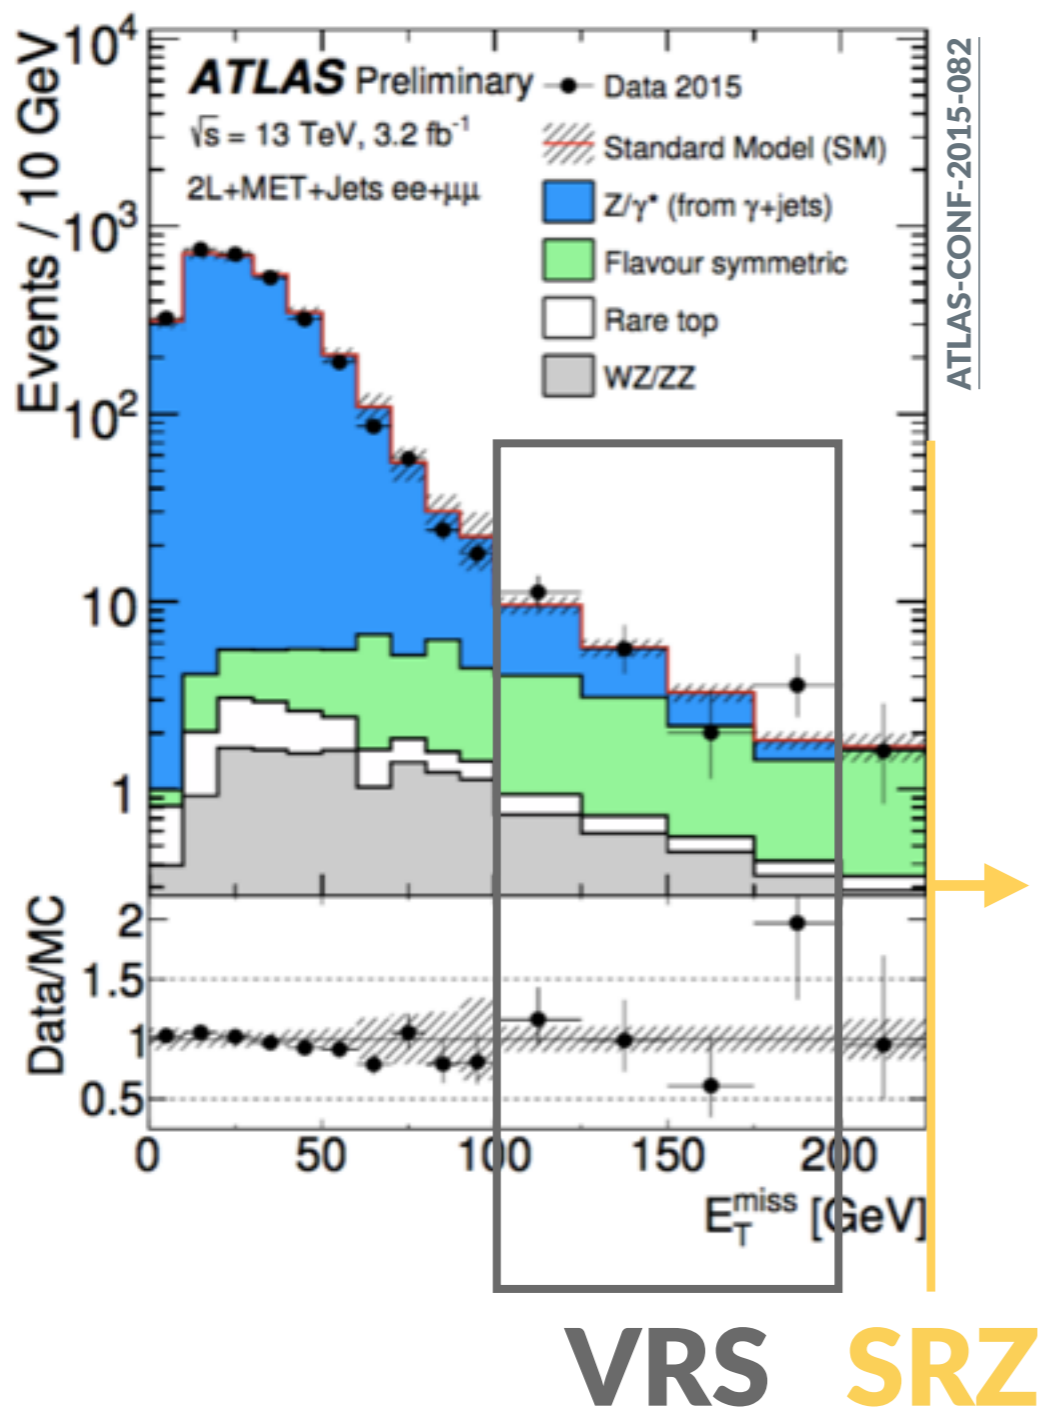 10⁴
ATLAS Preliminary
√s = 13 TeV, 3.2 fb⁻¹
2L+MET+Jets ee+μμ
Data 2015
Standard Model (SM)
Z/γ* (from γ+jets)
Flavour symmetric
Rare top
WZ/ZZ
ATLAS-CONF-2015-082
Events / 10 GeV
10³
10²
10
1
Data/MC
2
1.5
1
0.5
0 50 100 150 200
E_T^miss [GeV]
VRS SRZ